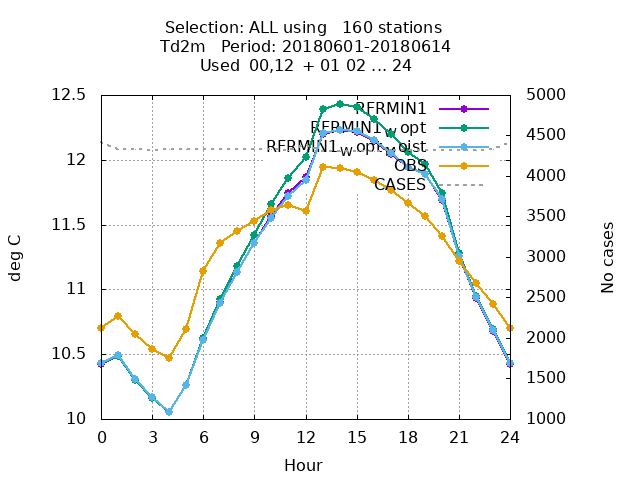 Selection: ALL using   160 stations
Td2m   Period: 20180601-20180614
Used  00,12  + 01 02 ... 24
12.5
12
11.5
11
10.5
10
deg C
5000
4500
4000
3500
3000
2500
2000
1500
1000
No cases
RFRMIN1
RFRMIN1wopt
RFRMIN1woptwoist
OBS
CASES
0 3 6 9 12 15 18 21 24
Hour